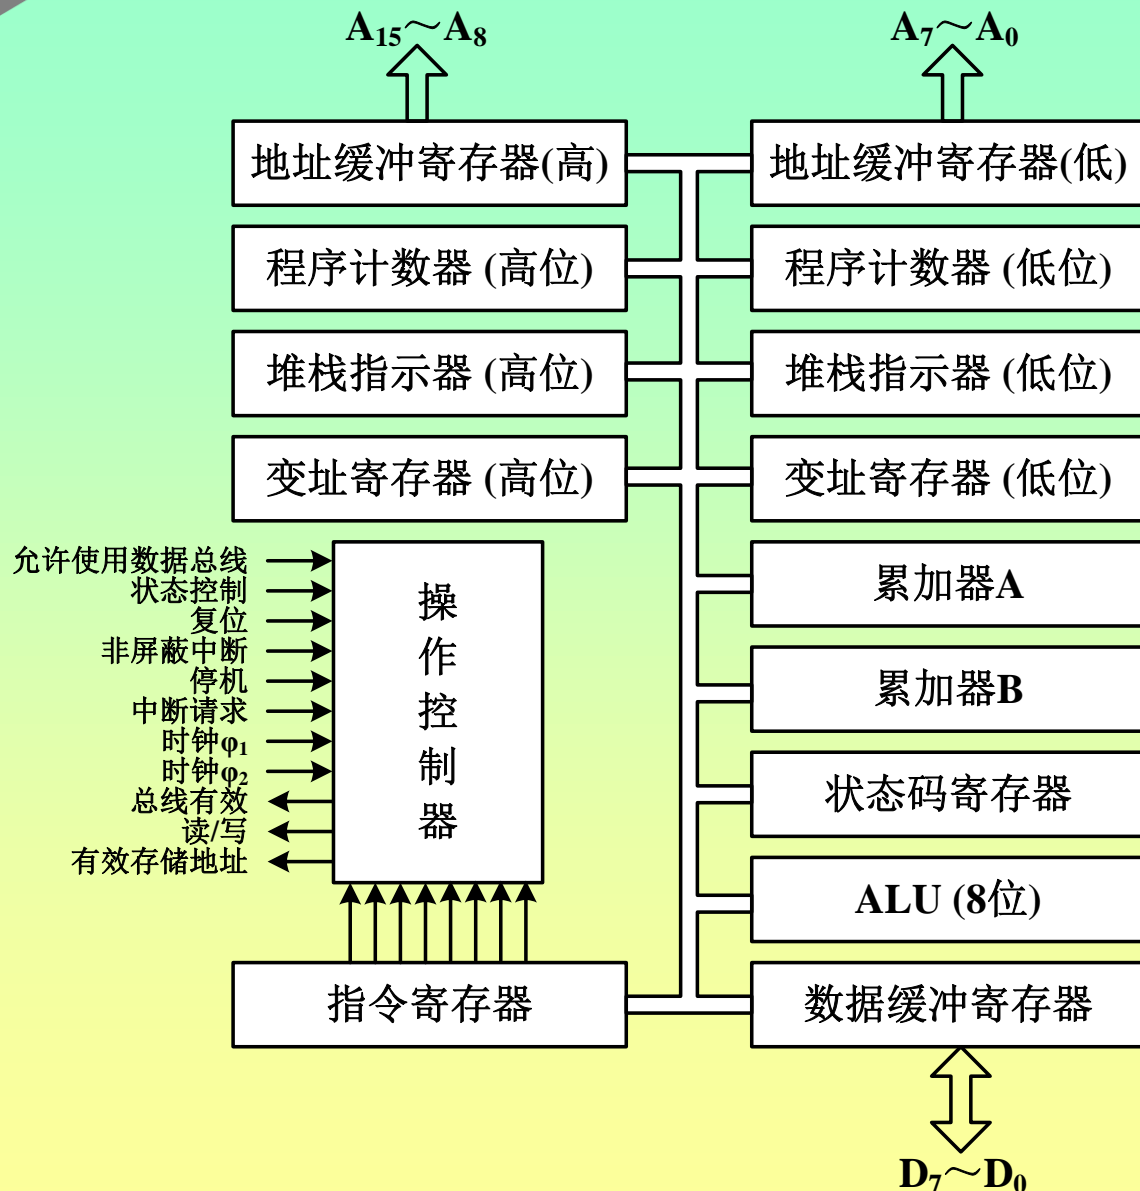 A₁₅～A₈
A₇～A₀
地址缓冲寄存器(高)
地址缓冲寄存器(低)
程序计数器 (高位)
程序计数器 (低位)
堆栈指示器 (高位)
堆栈指示器 (低位)
变址寄存器 (高位)
变址寄存器 (低位)
允许使用数据总线
状态控制
复位
非屏蔽中断
停机
中断请求
时钟φ₁
时钟φ₂
总线有效
读/写
有效存储地址
操
作
控
制
器
累加器A
累加器B
状态码寄存器
ALU (8位)
指令寄存器
数据缓冲寄存器
D₇～D₀